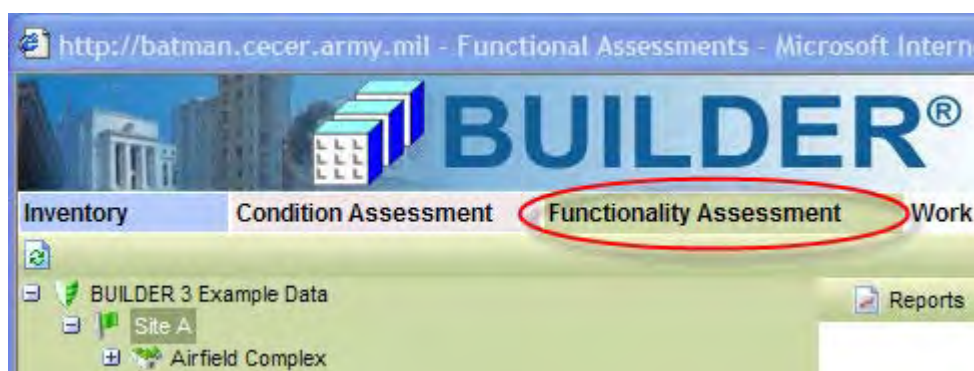 http://batman.cecer.army.mil - Functional Assessments - Microsoft Intern
BUILDER®
Inventory Condition Assessment Functionality Assessment Work
BUILDER 3 Example Data
Reports
Site A
Airfield Complex